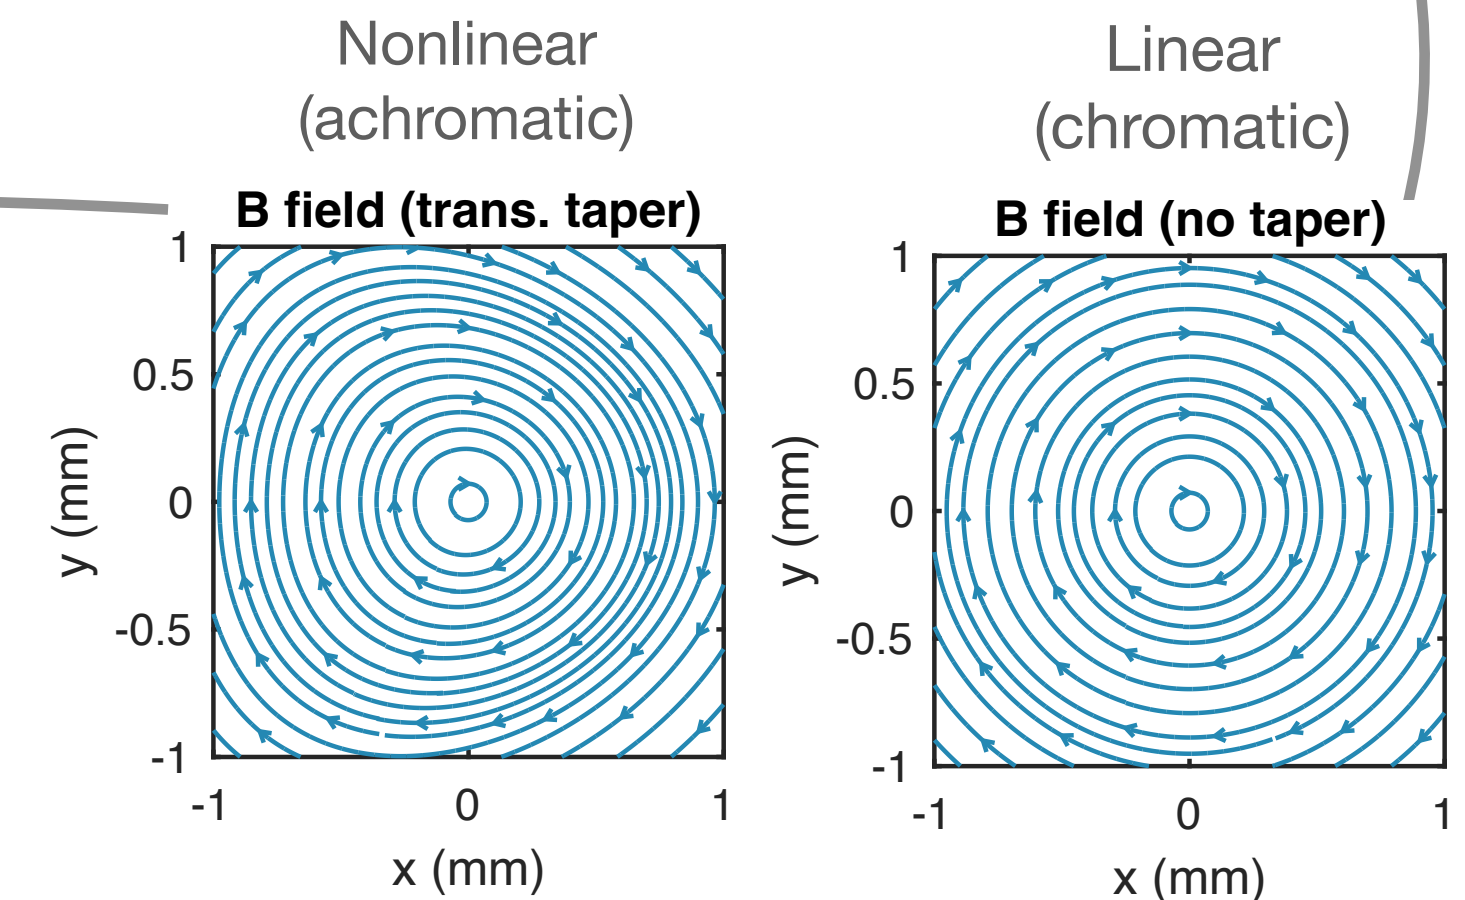 Nonlinear
(achromatic)
B field (trans. taper)
1
0.5
0
-0.5
-1
-1
0
1
y (mm)
x (mm)
Linear
(chromatic)
B field (no taper)
1
0.5
0
-0.5
-1
-1
0
1
y (mm)
x (mm)